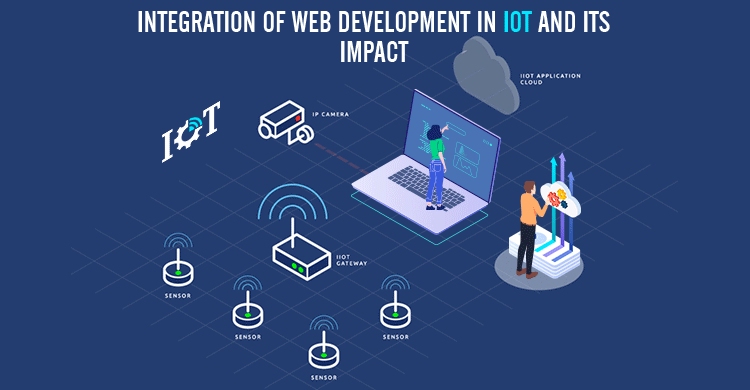 INTEGRATION OF WEB DEVELOPMENT IN IOT AND ITS
IMPACT
IIOT APPLICATION
CLOUD
IOT
IP CAMERA
IIOT
GATEWAY
SENSOR
SENSOR
SENSOR
SENSOR